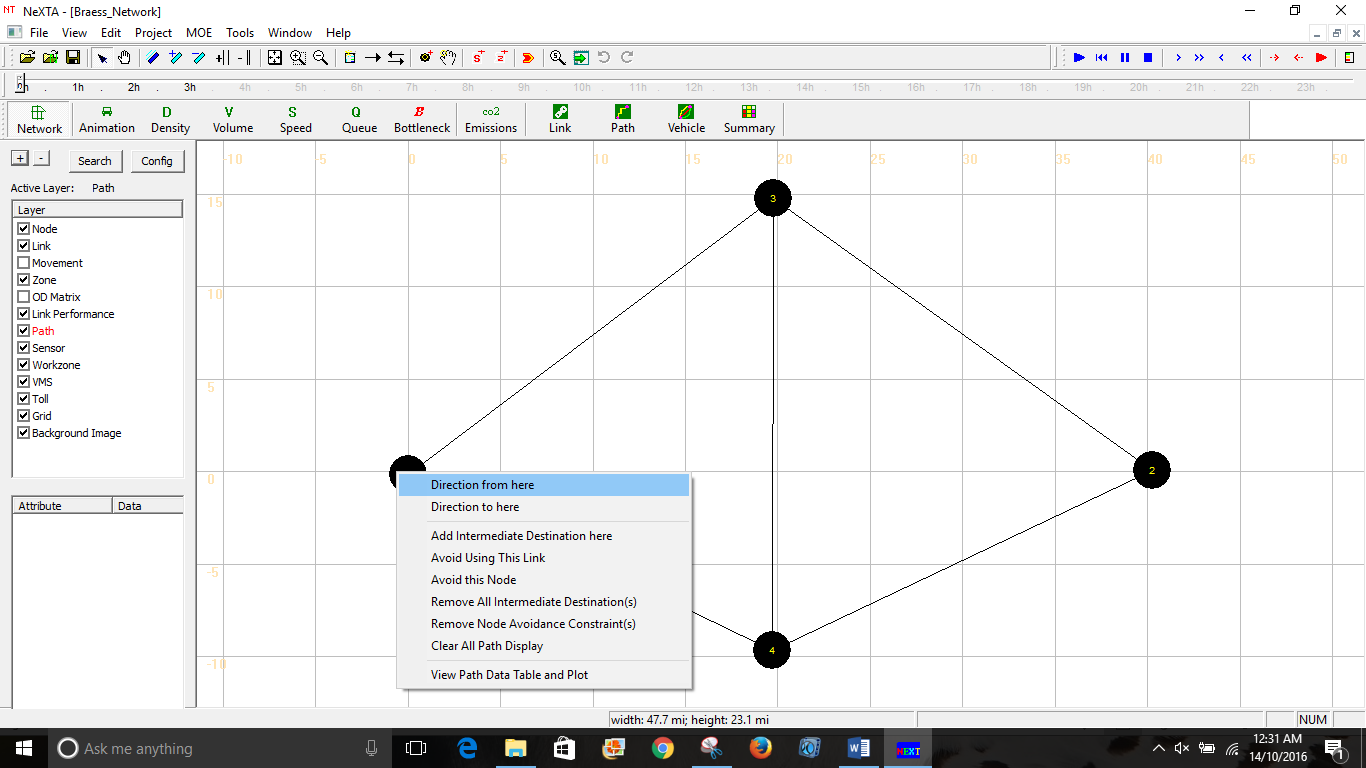 NeXTA - [Braess_Network]
File View Edit Project MOE Tools Window Help
0h 1h 2h 3h 4h 5h 6h 7h 8h 9h 10h 11h 12h 13h 14h 15h 16h 17h 18h 19h 20h 21h 22h 23h
D V S Q B co2
Network Animation Density Volume Speed Queue Bottleneck Emissions Link Path Vehicle Summary
+ - Search Config
Active Layer: Path
Layer
Node
Link
Movement
Zone
OD Matrix
Link Performance
Path
Sensor
Workzone
VMS
Toll
Grid
Background Image
Attribute Data
-10 -5 0 5 10 15 20 25 30 35 40 45 50
15
10
5
0
-5
-10
3
2
4
Direction from here
Direction to here
Add Intermediate Destination here
Avoid Using This Link
Avoid this Node
Remove All Intermediate Destination(s)
Remove Node Avoidance Constraint(s)
Clear All Path Display
View Path Data Table and Plot
width: 47.7 mi; height: 23.1 mi
NUM
Ask me anything
NEXT
12:31 AM
14/10/2016
1